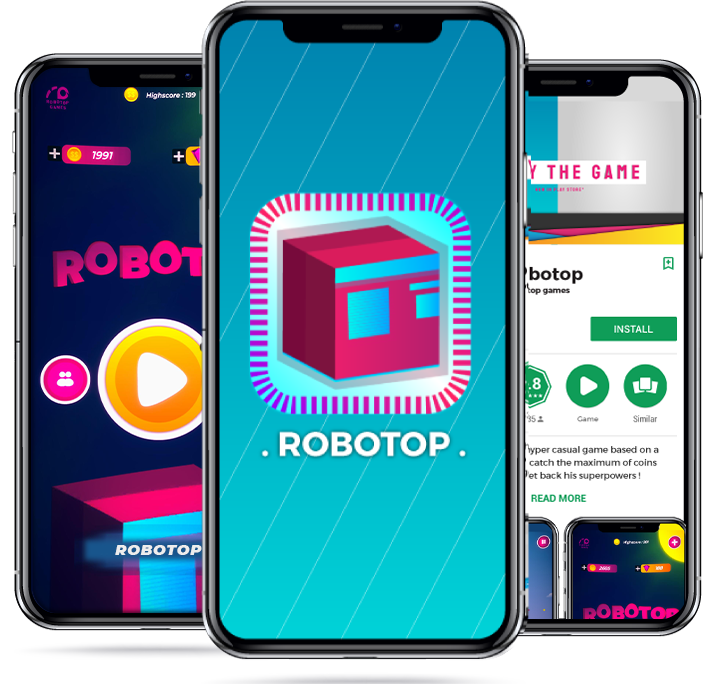 Highscore : 199
+ 1991
+
ROBOT
ROBOTOP
. ROBOTOP .
Y THE GAME
botop
top games
INSTALL
.8
95
Game
Similar
yper casual game based on a
catch the maximum of coins
et back his superpowers !
READ MORE
ROBOTOP